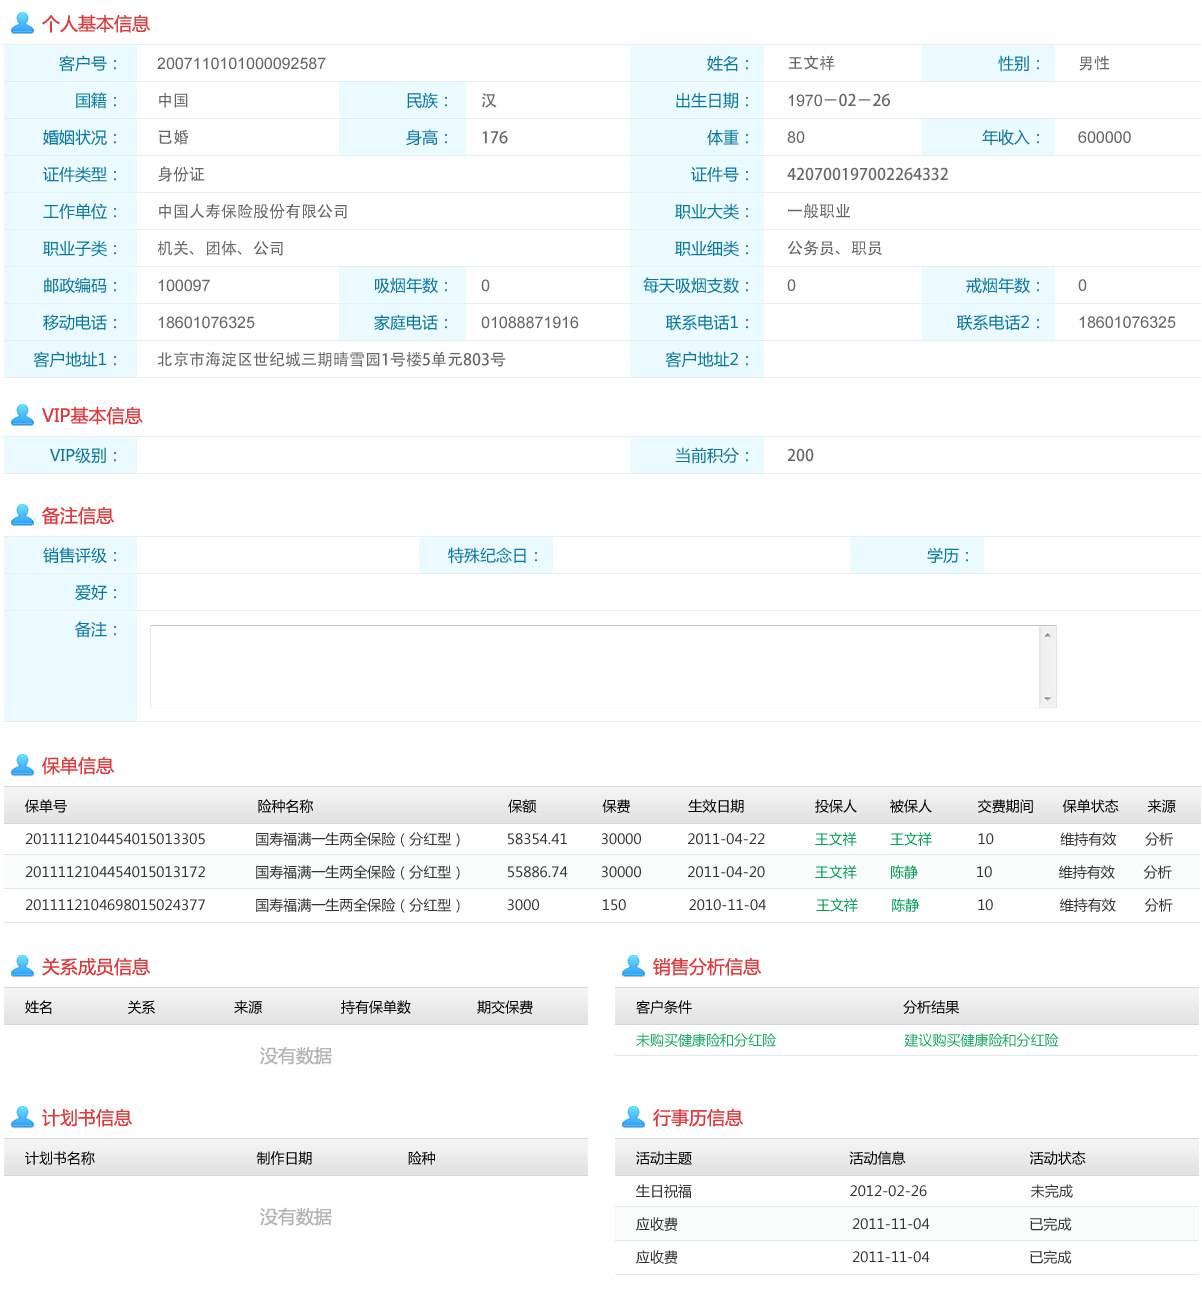 个人基本信息
客户号： 2007110101000092587 姓名： 王文祥 性别： 男性
国籍： 中国 民族： 汉 出生日期： 1970－02－26
婚姻状况： 已婚 身高： 176 体重： 80 年收入： 600000
证件类型： 身份证 证件号： 420700197002264332
工作单位： 中国人寿保险股份有限公司 职业大类： 一般职业
职业子类： 机关、团体、公司 职业细类： 公务员、职员
邮政编码： 100097 吸烟年数： 0 每天吸烟支数： 0 戒烟年数： 0
移动电话： 18601076325 家庭电话： 01088871916 联系电话1： 联系电话2： 18601076325
客户地址1： 北京市海淀区世纪城三期晴雪园1号楼5单元803号 客户地址2：
VIP基本信息
VIP级别： 当前积分： 200
备注信息
销售评级： 特殊纪念日： 学历：
爱好：
备注：
保单信息
保单号 险种名称 保额 保费 生效日期 投保人 被保人 交费期间 保单状态 来源
2011112104454015013305 国寿福满一生两全保险（分红型） 58354.41 30000 2011-04-22 王文祥 王文祥 10 维持有效 分析
2011112104454015013172 国寿福满一生两全保险（分红型） 55886.74 30000 2011-04-20 王文祥 陈静 10 维持有效 分析
2011112104698015024377 国寿福满一生两全保险（分红型） 3000 150 2010-11-04 王文祥 陈静 10 维持有效 分析
关系成员信息
姓名 关系 来源 持有保单数 期交保费
没有数据
销售分析信息
客户条件 分析结果
未购买健康险和分红险 建议购买健康险和分红险
计划书信息
计划书名称 制作日期 险种
没有数据
行事历信息
活动主题 活动信息 活动状态
生日祝福 2012-02-26 未完成
应收费 2011-11-04 已完成
应收费 2011-11-04 已完成